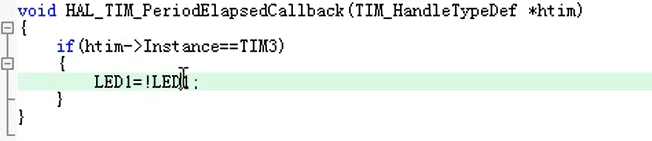 void HAL_TIM_PeriodElapsedCallback(TIM_HandleTypeDef *htim)
{
if(htim->Instance==TIM3)
{
LED1=!LED1;
}
}